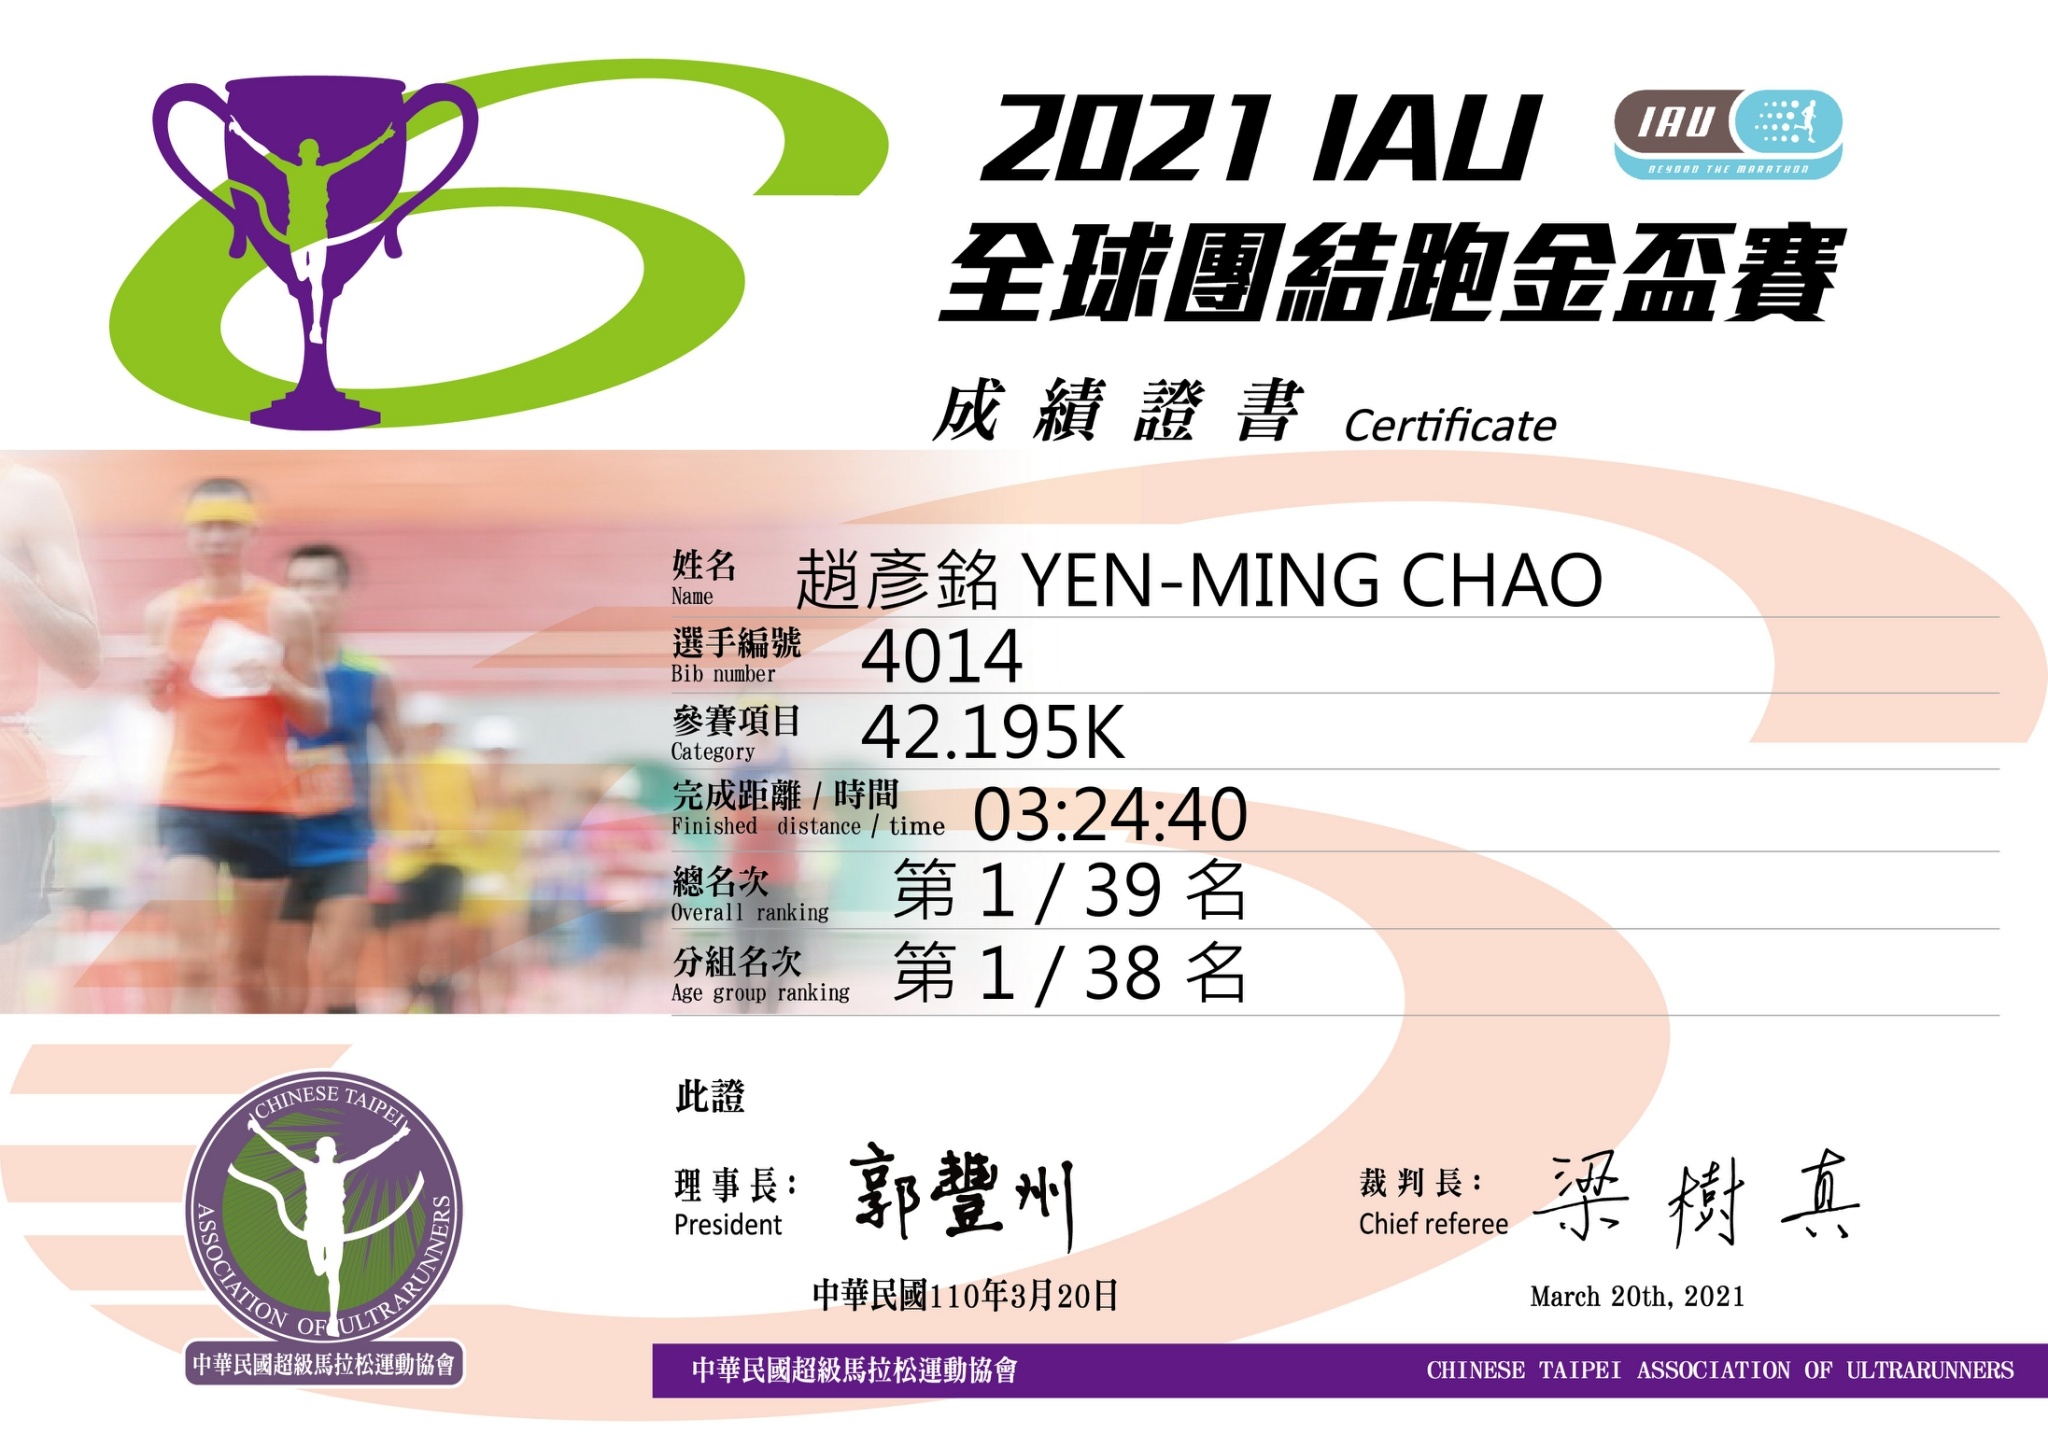 2021 IAU
IAU
BEYOND THE MARATHON
全球團結跑金盃賽
成績證書 Certificate
姓名 趙彥銘 YEN-MING CHAO
Name
選手編號 4014
Bib number
參賽項目 42.195K
Category
完成距離 / 時間 03:24:40
Finished distance / time
總名次 第 1 / 39 名
Overall ranking
分組名次 第 1 / 38 名
Age group ranking
此證
理事長： 郭豐州
President
裁判長： 梁樹真
Chief referee
中華民國110年3月20日
March 20th, 2021
CHINESE TAIPEI
ASSOCIATION OF ULTRARUNNERS
中華民國超級馬拉松運動協會
中華民國超級馬拉松運動協會
CHINESE TAIPEI ASSOCIATION OF ULTRARUNNERS